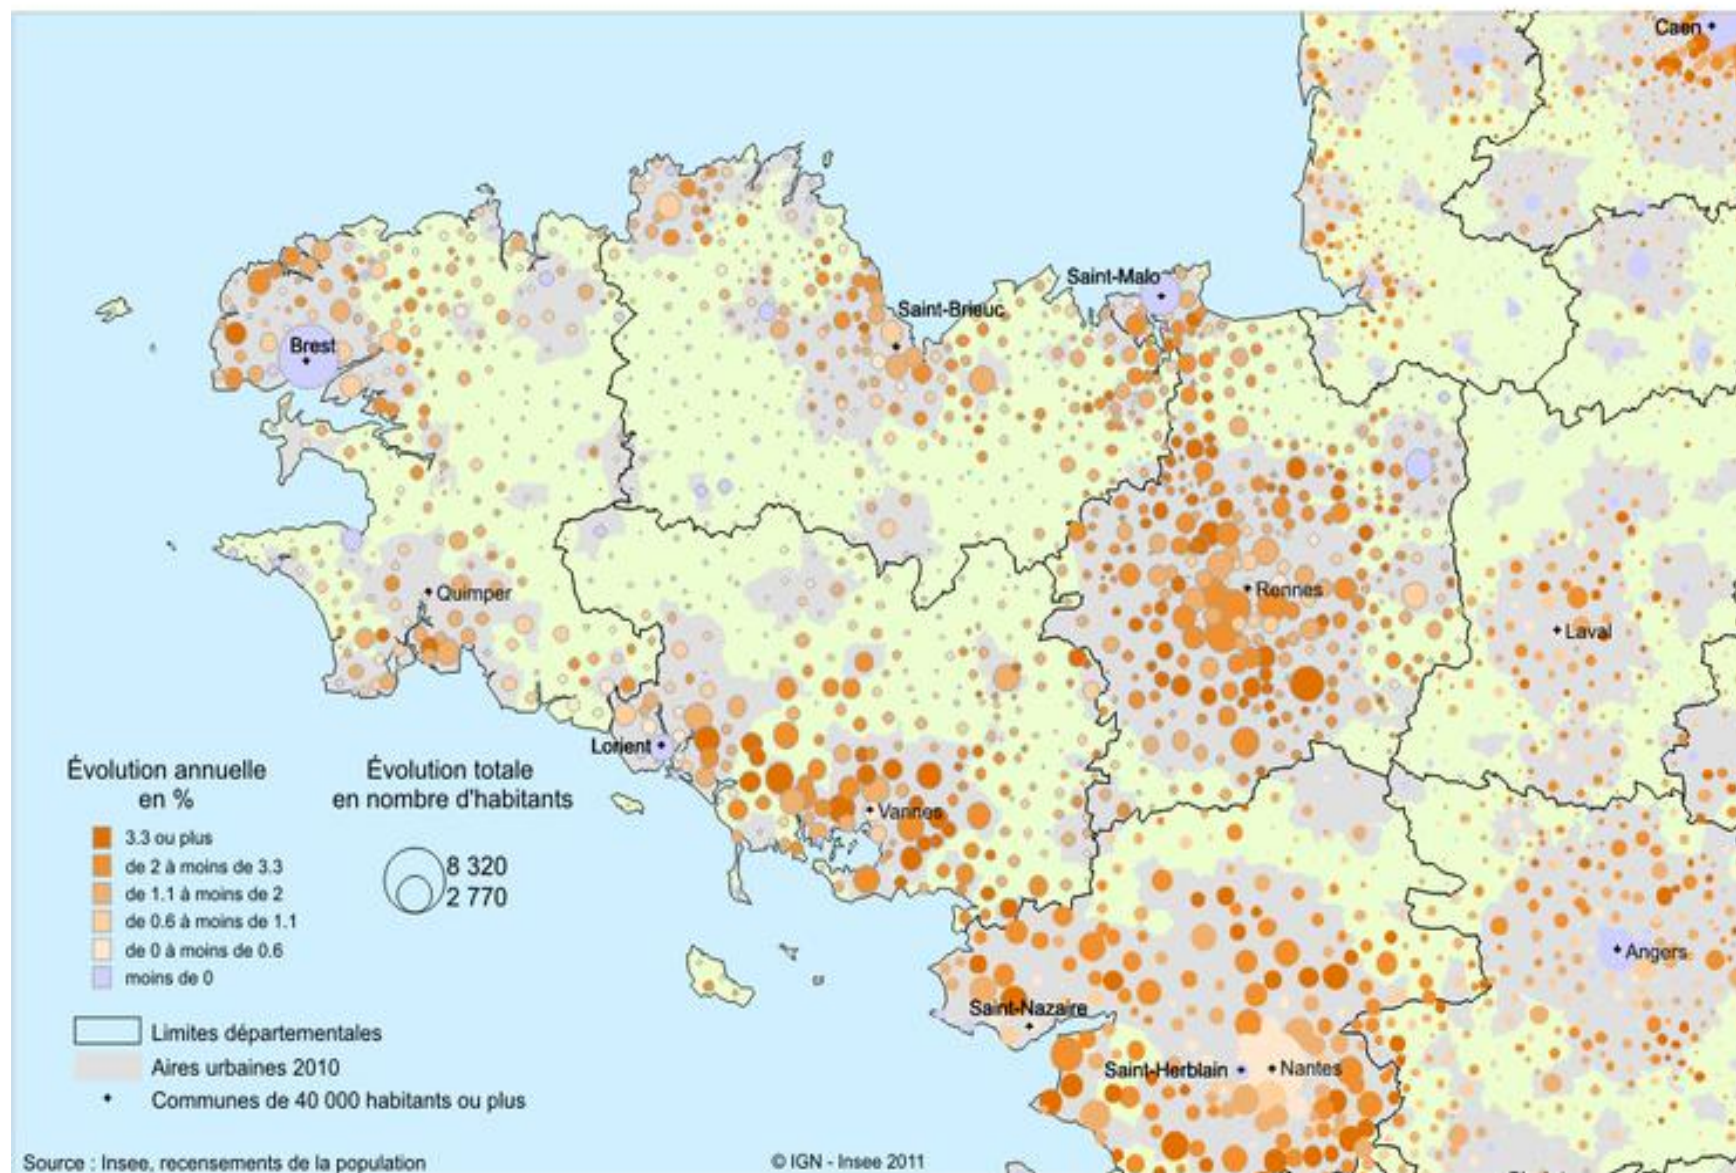 Caen
Saint-Malo
Saint-Brieuc
Brest
Quimper
Rennes
Laval
Lorient
Vannes
Angers
Saint-Nazaire
Saint-Herblain
Nantes
Évolution annuelle
en %
3.3 ou plus
de 2 à moins de 3.3
de 1.1 à moins de 2
de 0.6 à moins de 1.1
de 0 à moins de 0.6
moins de 0
Évolution totale
en nombre d'habitants
8 320
2 770
Limites départementales
Aires urbaines 2010
Communes de 40 000 habitants ou plus
Source : Insee, recensements de la population
© IGN - Insee 2011